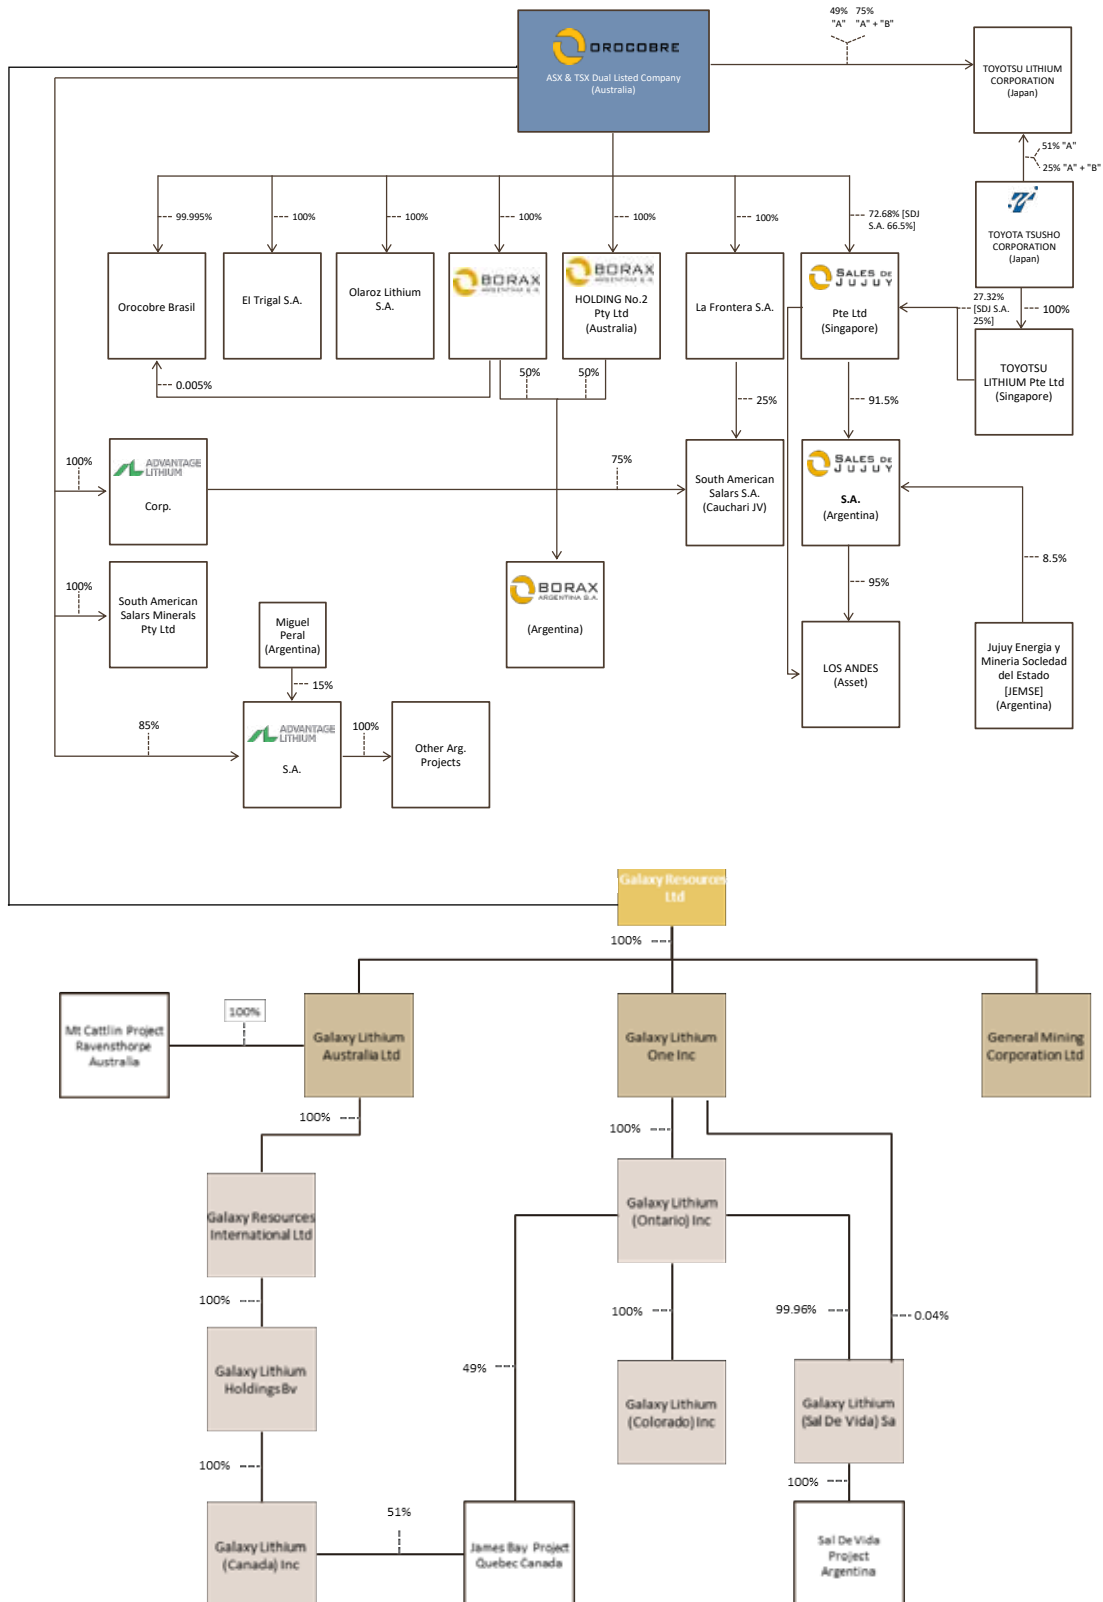 49% 75%
"A" "A" + "B"
OROCOBRE
ASX & TSX Dual Listed Company
(Australia)
TOYOTSU LITHIUM
CORPORATION
(Japan)
51% "A"
25% "A" + "B"
TOYOTA TSUSHO
CORPORATION
(Japan)
99.995%
100%
100%
100%
100%
100%
72.68% [SDJ
S.A. 66.5%]
Orocobre Brasil
El Trigal S.A.
Olaroz Lithium
S.A.
BORAX
ARGENTINA S.A.
BORAX
ARGENTINA S.A.
HOLDING No.2
Pty Ltd
(Australia)
La Frontera S.A.
SALES DE
JUJUY
Pte Ltd
(Singapore)
27.32%
[SDJ S.A.
25%]
100%
TOYOTSU
LITHIUM Pte Ltd
(Singapore)
0.005%
50%
50%
25%
91.5%
100%
ADVANTAGE
LITHIUM
Corp.
75%
South American
Salars S.A.
(Cauchari JV)
SALES DE
JUJUY
S.A.
(Argentina)
8.5%
100%
South American
Salars Minerals
Pty Ltd
Miguel
Peral
(Argentina)
BORAX
ARGENTINA S.A.
(Argentina)
95%
LOS ANDES
(Asset)
Jujuy Energia y
Mineria Socledad
del Estado
[JEMSE]
(Argentina)
15%
85%
ADVANTAGE
LITHIUM
S.A.
100%
Other Arg.
Projects
Galaxy Resources
Ltd
100%
Mt Cattlin Project
Ravensthorpe
Australia
100%
Galaxy Lithium
Australia Ltd
Galaxy Lithium
One Inc
General Mining
Corporation Ltd
100%
100%
Galaxy Resources
International Ltd
Galaxy Lithium
(Ontario) Inc
100%
100%
99.96%
0.04%
49%
Galaxy Lithium
Holdings Bv
Galaxy Lithium
(Colorado) Inc
Galaxy Lithium
(Sal De Vida) Sa
100%
100%
51%
Galaxy Lithium
(Canada) Inc
James Bay Project
Quebec Canada
Sal De Vida
Project
Argentina